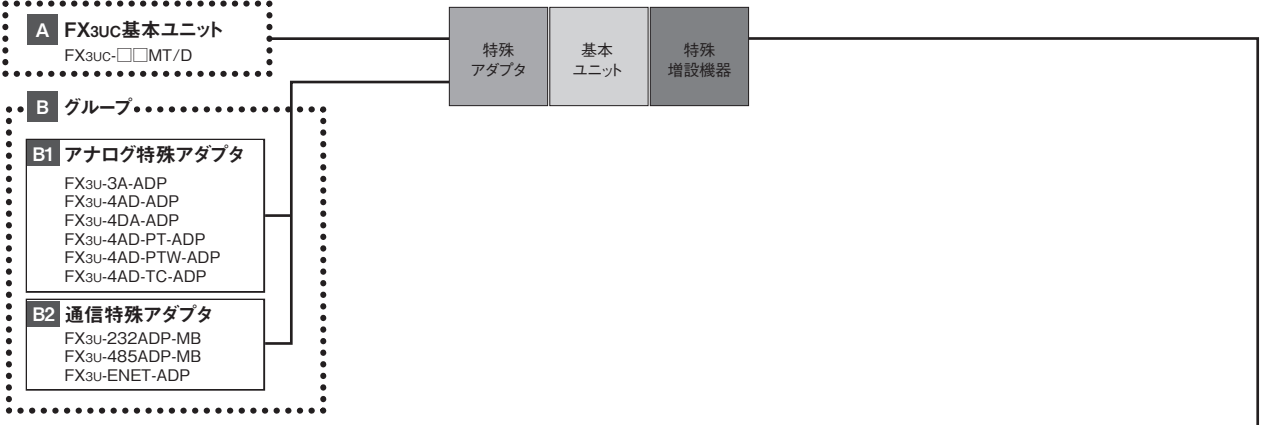 A FX3UC基本ユニット
FX3UC-□□MT/D
特殊
アダプタ
基本
ユニット
特殊
増設機器
B グループ
B1 アナログ特殊アダプタ
FX3U-3A-ADP
FX3U-4AD-ADP
FX3U-4DA-ADP
FX3U-4AD-PT-ADP
FX3U-4AD-PTW-ADP
FX3U-4AD-TC-ADP
B2 通信特殊アダプタ
FX3U-232ADP-MB
FX3U-485ADP-MB
FX3U-ENET-ADP